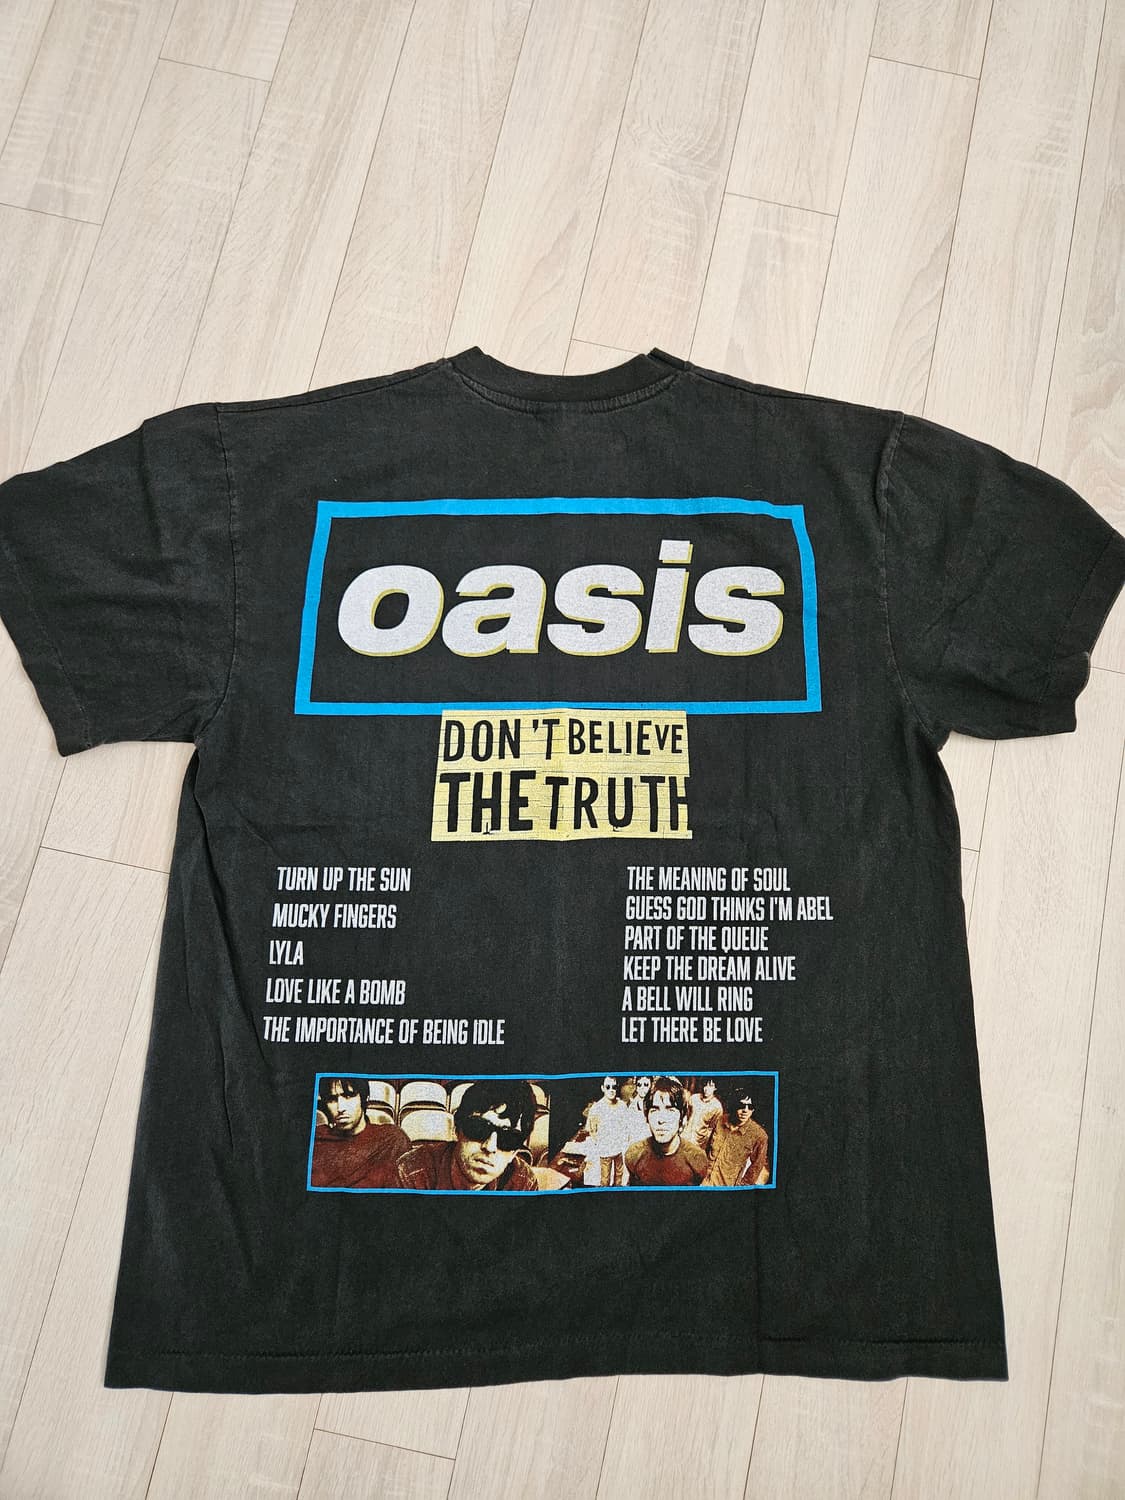 oasis
DON'T BELIEVE
THE TRUTH
TURN UP THE SUN
MUCKY FINGERS
LYLA
LOVE LIKE A BOMB
THE IMPORTANCE OF BEING IDLE
THE MEANING OF SOUL
GUESS GOD THINKS I'M ABEL
PART OF THE QUEUE
KEEP THE DREAM ALIVE
A BELL WILL RING
LET THERE BE LOVE